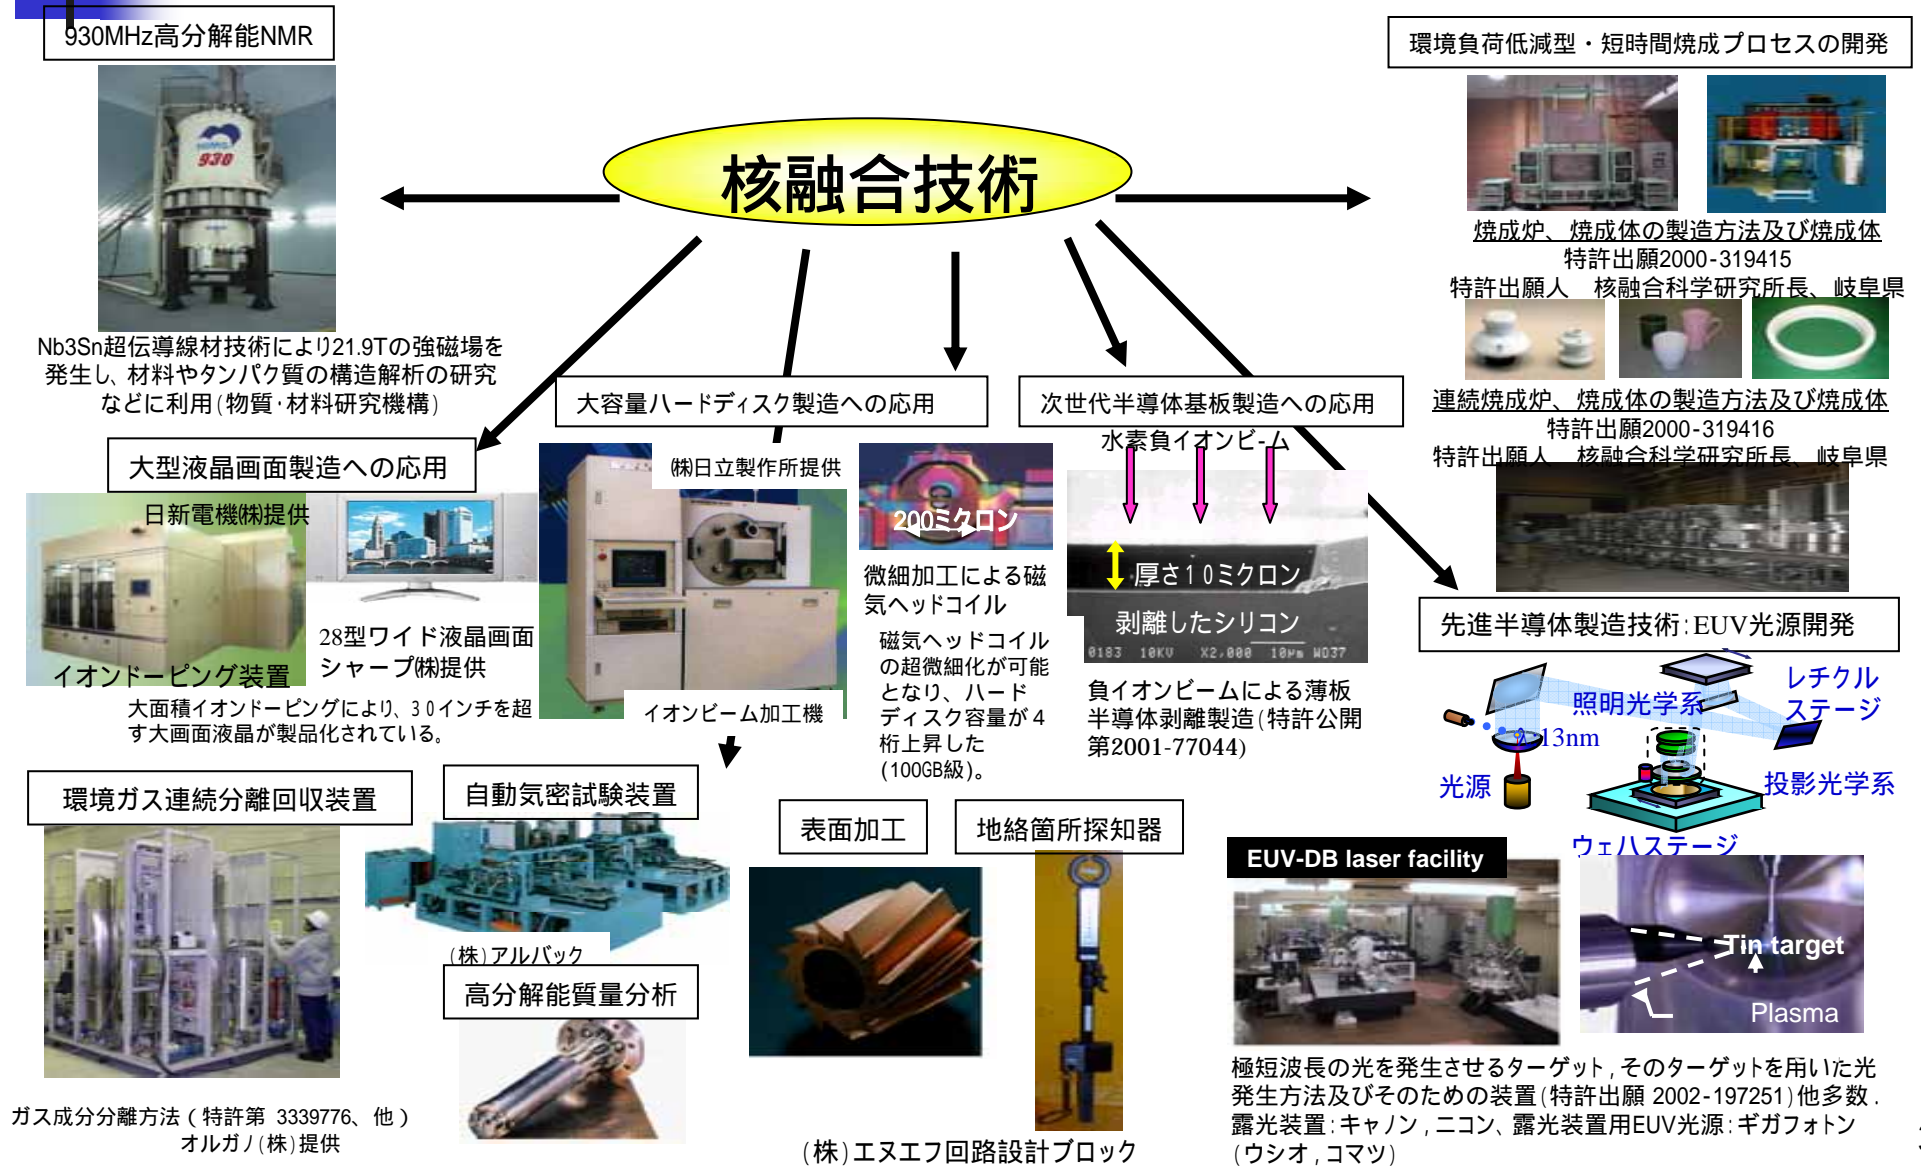 930MHz高分解能NMR
930
Nb3Sn超伝導線材技術により21.9Tの強磁場を
発生し、材料やタンパク質の構造解析の研究
などに利用(物質・材料研究機構)
核融合技術
環境負荷低減型・短時間焼成プロセスの開発
焼成炉、焼成体の製造方法及び焼成体
特許出願2000-319415
特許出願人　核融合科学研究所長、岐阜県
連続焼成炉、焼成体の製造方法及び焼成体
特許出願2000-319416
特許出願人　核融合科学研究所長、岐阜県
大型液晶画面製造への応用
日新電機㈱提供
イオンドーピング装置
28型ワイド液晶画面
シャープ㈱提供
大面積イオンドーピングにより、30インチを超
す大画面液晶が製品化されている。
大容量ハードディスク製造への応用
㈱日立製作所提供
イオンビーム加工機
200ミクロン
微細加工による磁
気ヘッドコイル
磁気ヘッドコイル
の超微細化が可能
となり、ハード
ディスク容量が4
桁上昇した
(100GB級)。
次世代半導体基板製造への応用
水素負イオンビーム
厚さ10ミクロン
剥離したシリコン
0183 10KV X2,000 10μm WD37
負イオンビームによる薄板
半導体剥離製造(特許公開
第2001-77044)
先進半導体製造技術:EUV光源開発
レチクル
ステージ
照明光学系
λ:13nm
光源
投影光学系
ウェハステージ
環境ガス連続分離回収装置
ガス成分分離方法(特許第 3339776、他)
オルガノ(株)提供
自動気密試験装置
(株)アルバック
高分解能質量分析
表面加工
地絡箇所探知器
(株)エヌエフ回路設計ブロック
EUV-DB laser facility
Tin target
Plasma
極短波長の光を発生させるターゲット,そのターゲットを用いた光
発生方法及びそのための装置(特許出願 2002-197251)他多数.
露光装置:キャノン,ニコン、露光装置用EUV光源:ギガフォトン
(ウシオ,コマツ)